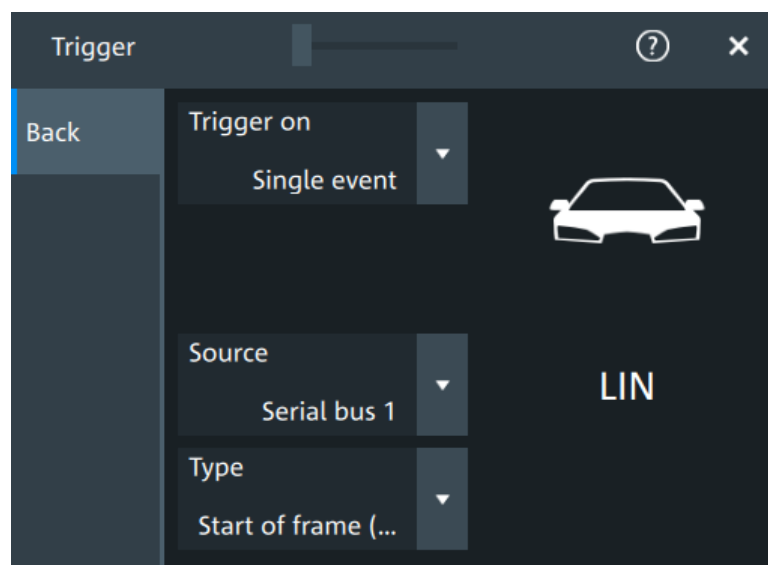 Trigger
?
Back
Trigger on
Single event
Source
Serial bus 1
LIN
Type
Start of frame (...